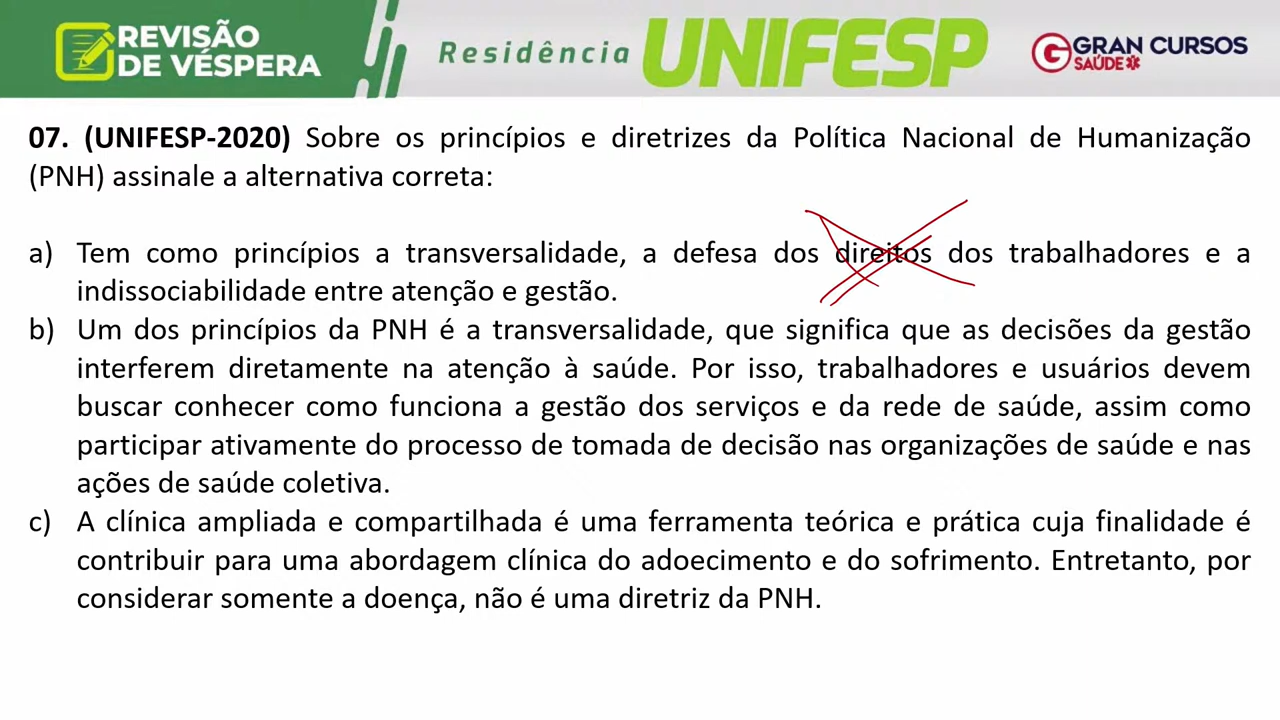 REVISÃO
DE VÉSPERA
Residência UNIFESP
GRAN CURSOS
SAÚDE
07. (UNIFESP-2020) Sobre os princípios e diretrizes da Política Nacional de Humanização
(PNH) assinale a alternativa correta:
a) Tem como princípios a transversalidade, a defesa dos direitos dos trabalhadores e a
indissociabilidade entre atenção e gestão.
b) Um dos princípios da PNH é a transversalidade, que significa que as decisões da gestão
interferem diretamente na atenção à saúde. Por isso, trabalhadores e usuários devem
buscar conhecer como funciona a gestão dos serviços e da rede de saúde, assim como
participar ativamente do processo de tomada de decisão nas organizações de saúde e nas
ações de saúde coletiva.
c) A clínica ampliada e compartilhada é uma ferramenta teórica e prática cuja finalidade é
contribuir para uma abordagem clínica do adoecimento e do sofrimento. Entretanto, por
considerar somente a doença, não é uma diretriz da PNH.